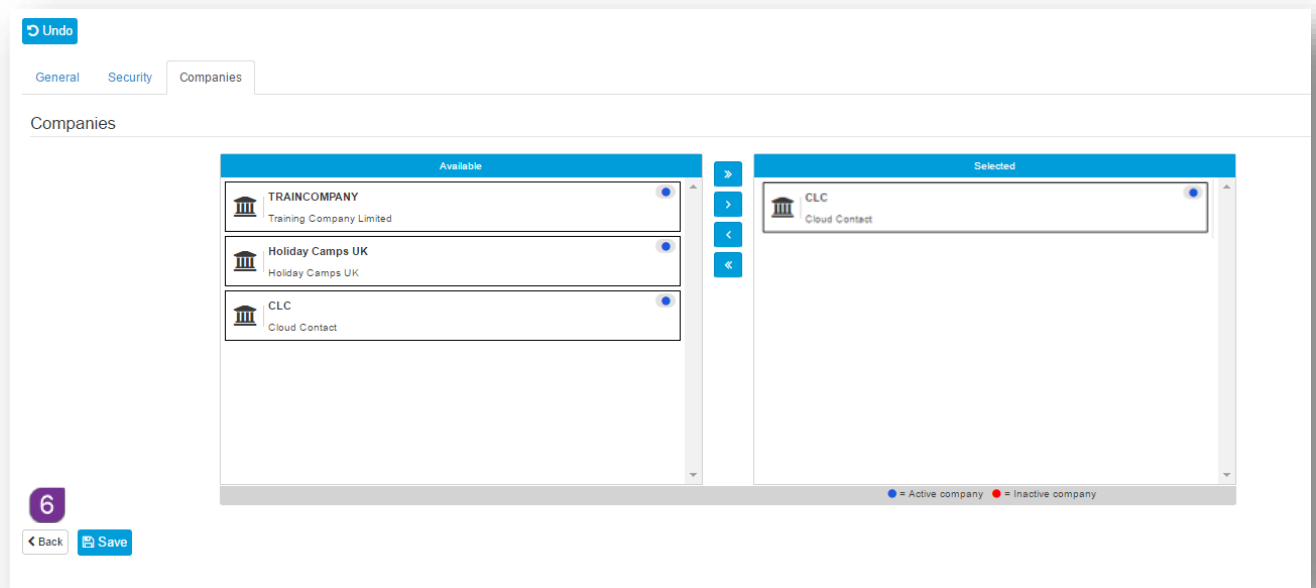 Undo
General Security Companies
Companies
Available
TRAINCOMPANY
Training Company Limited
Holiday Camps UK
Holiday Camps UK
CLC
Cloud Contact
Selected
CLC
Cloud Contact
= Active company = Inactive company
6
Back Save